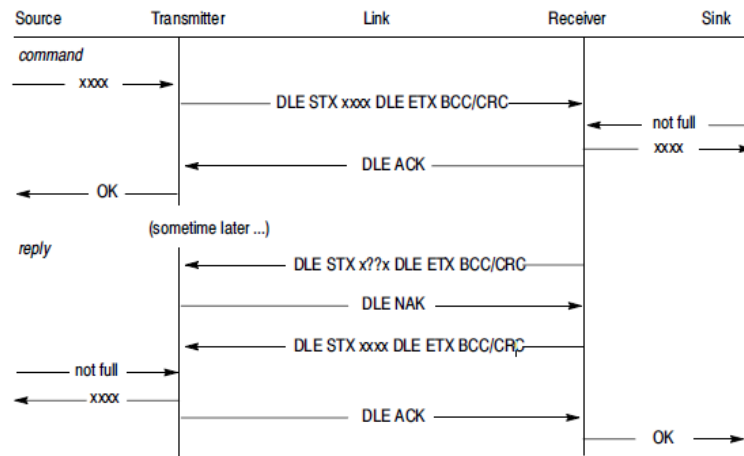 Source Transmitter Link Receiver Sink
command
xxxx
DLE STX xxxx DLE ETX BCC/CRC
not full
xxxx
DLE ACK
OK
(sometime later ...)
reply
DLE STX x??x DLE ETX BCC/CRC
DLE NAK
DLE STX xxxx DLE ETX BCC/CRC
not full
xxxx
DLE ACK
OK